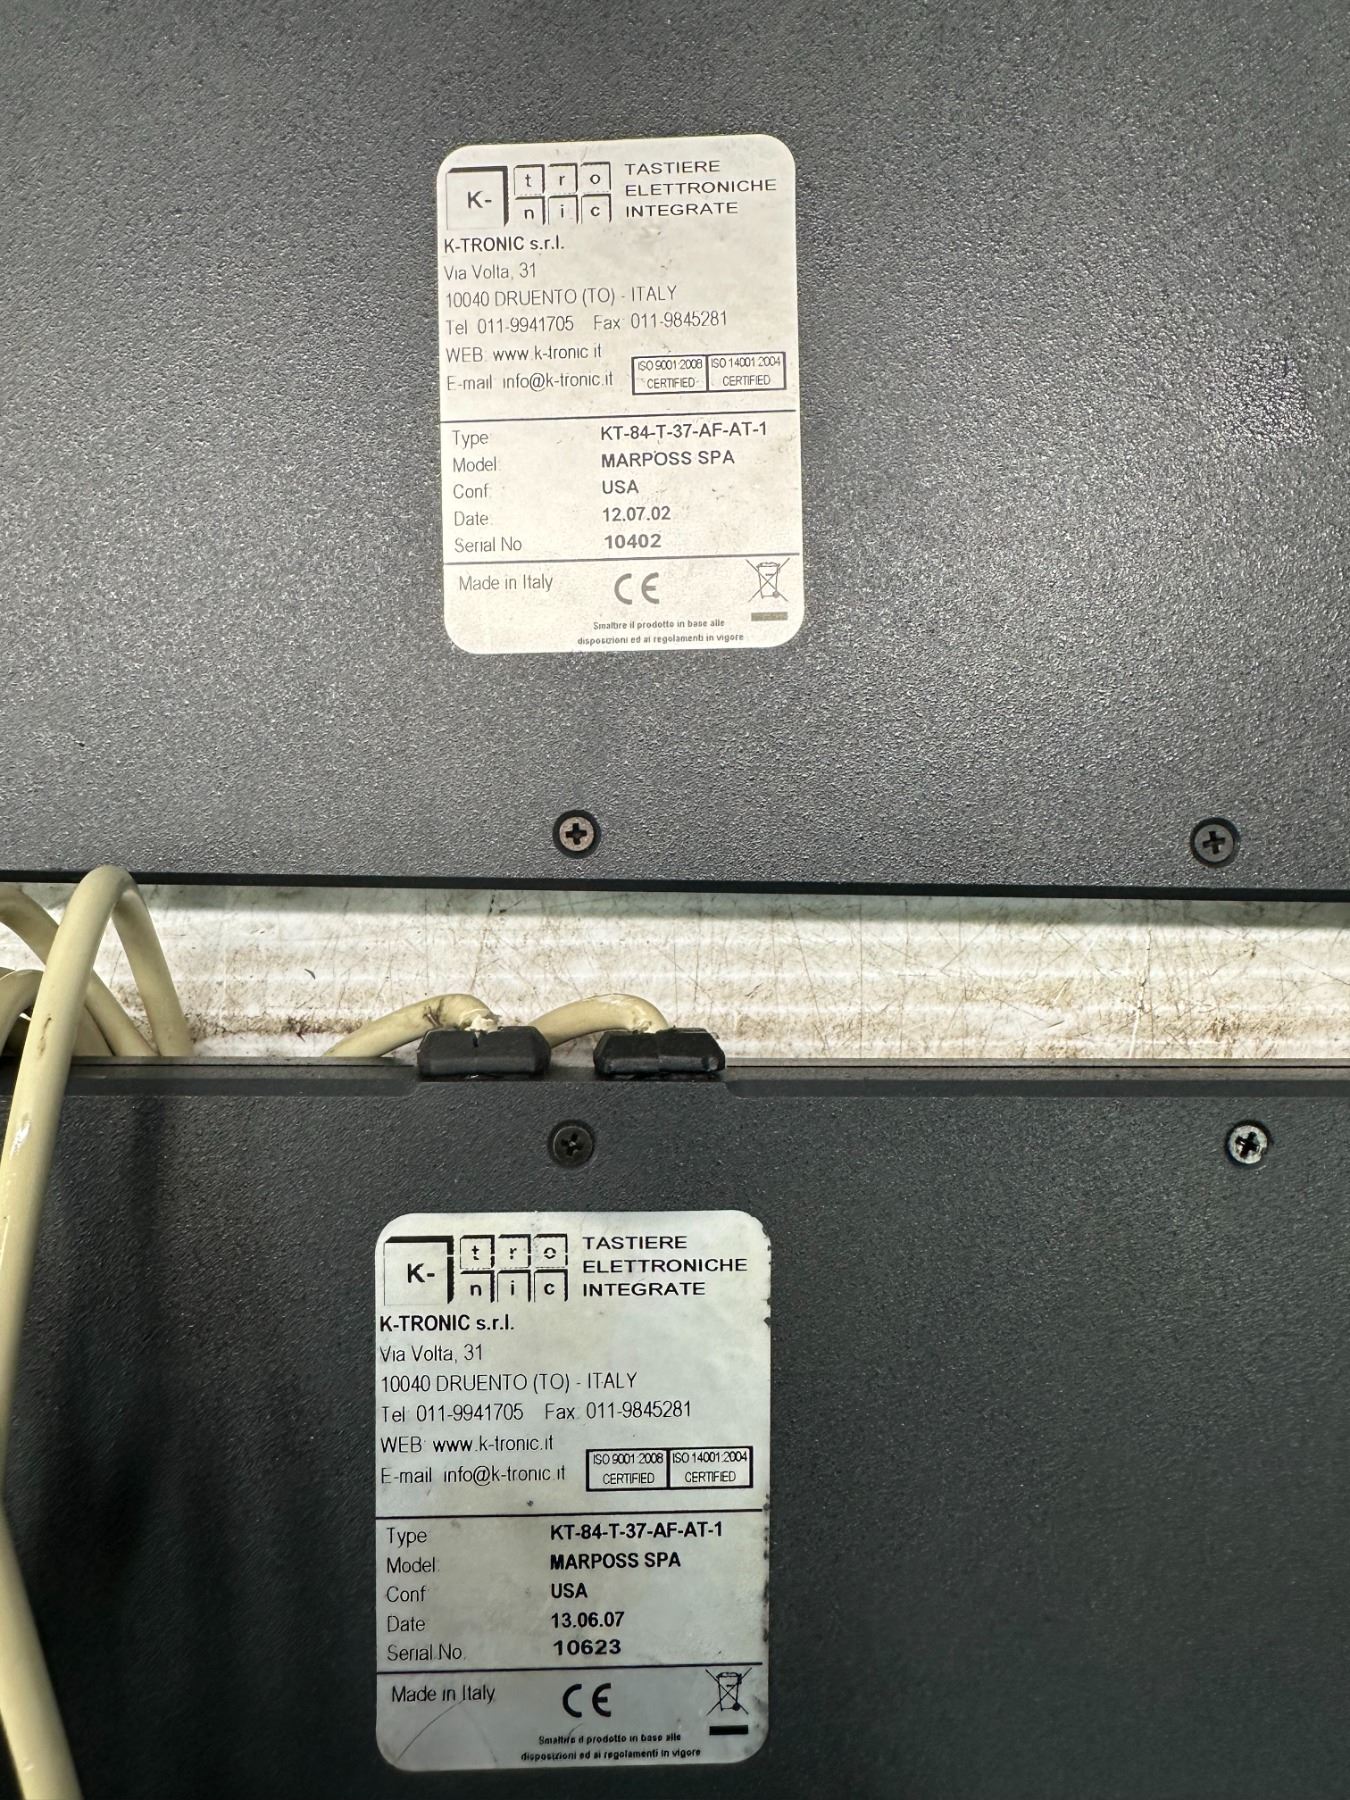 K-tronic
TASTIERE
ELETTRONICHE
INTEGRATE
K-TRONIC s.r.l.
Via Volta, 31
10040 DRUENTO (TO) - ITALY
Tel 011-9941705 Fax: 011-9845281
WEB: www.k-tronic it
E-mail info@k-tronic.it
ISO 9001:2008 CERTIFIED ISO 14001:2004 CERTIFIED
Type: KT-84-T-37-AF-AT-1
Model: MARPOSS SPA
Conf: USA
Date: 12.07.02
Serial No 10402
Made in Italy CE
Smaltire il prodotto in base alle
disposizioni ed ai regolamenti in vigore
K-tronic
TASTIERE
ELETTRONICHE
INTEGRATE
K-TRONIC s.r.l.
Via Volta, 31
10040 DRUENTO (TO) - ITALY
Tel: 011-9941705 Fax: 011-9845281
WEB: www.k-tronic.it
E-mail info@k-tronic.it
ISO 9001:2008 CERTIFIED ISO 14001:2004 CERTIFIED
Type KT-84-T-37-AF-AT-1
Model: MARPOSS SPA
Conf USA
Date 13.06.07
Serial No. 10623
Made in Italy CE
Smaltire il prodotto in base alle
disposizioni ed ai regolamenti in vigore